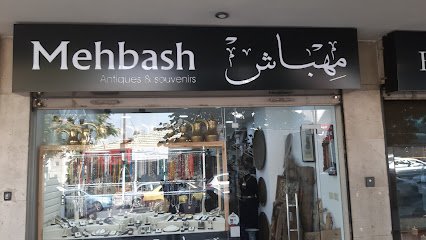 Mehbash مهباش
Antiques & souvenirs